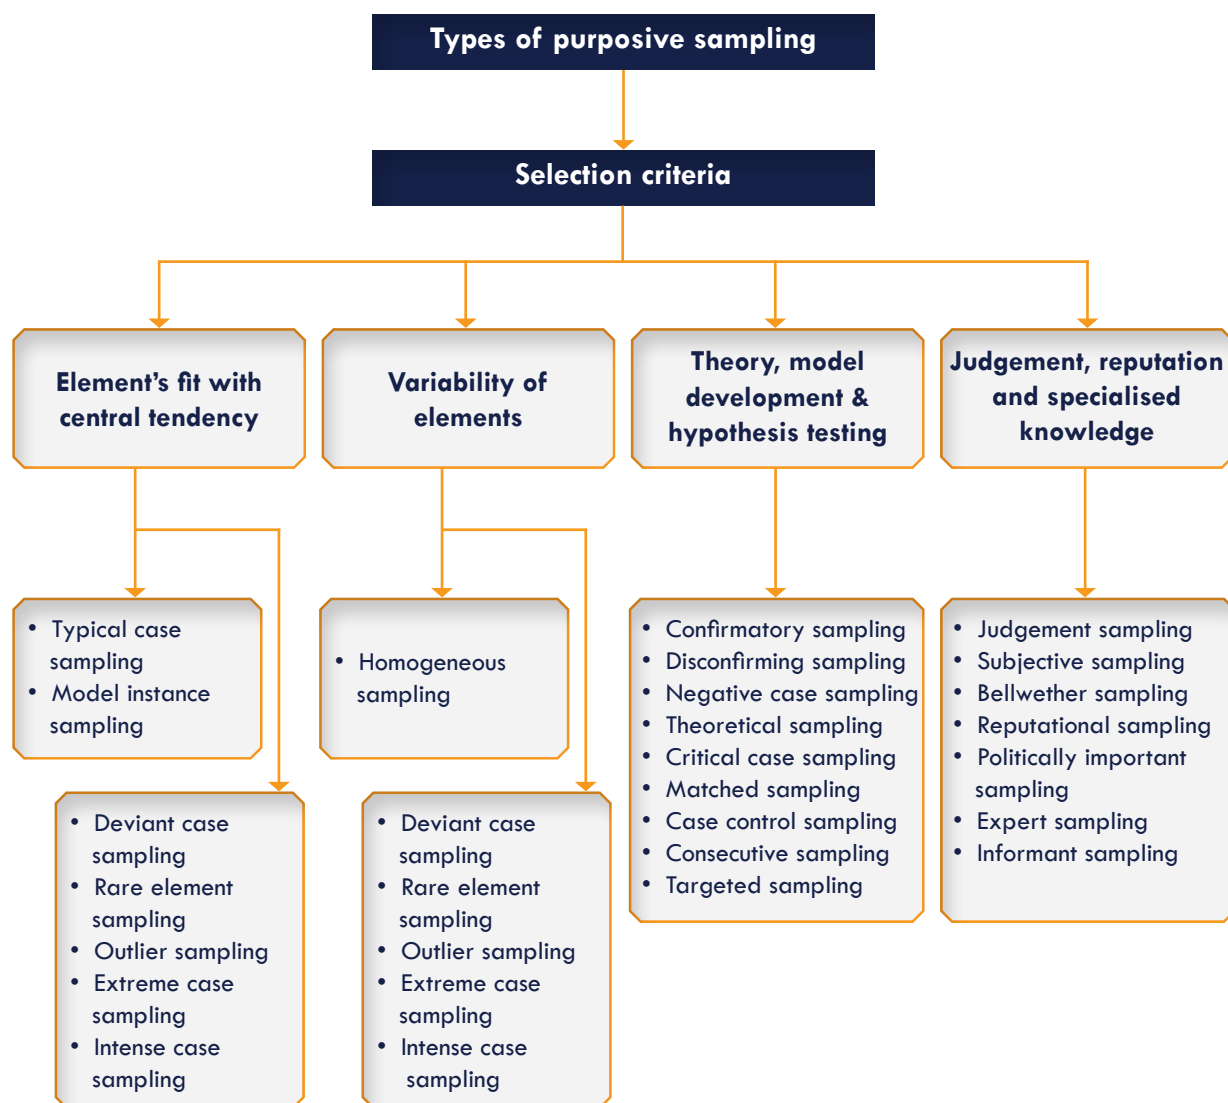 Types of purposive sampling
Selection criteria
Element’s fit with
central tendency
Variability of
elements
Theory, model
development &
hypothesis testing
Judgement, reputation
and specialised
knowledge
• Typical case
sampling
• Model instance
sampling
• Homogeneous
sampling
• Confirmatory sampling
• Disconfirming sampling
• Negative case sampling
• Theoretical sampling
• Critical case sampling
• Matched sampling
• Case control sampling
• Consecutive sampling
• Targeted sampling
• Judgement sampling
• Subjective sampling
• Bellwether sampling
• Reputational sampling
• Politically important
sampling
• Expert sampling
• Informant sampling
• Deviant case
sampling
• Rare element
sampling
• Outlier sampling
• Extreme case
sampling
• Intense case
sampling
• Deviant case
sampling
• Rare element
sampling
• Outlier sampling
• Extreme case
sampling
• Intense case
sampling